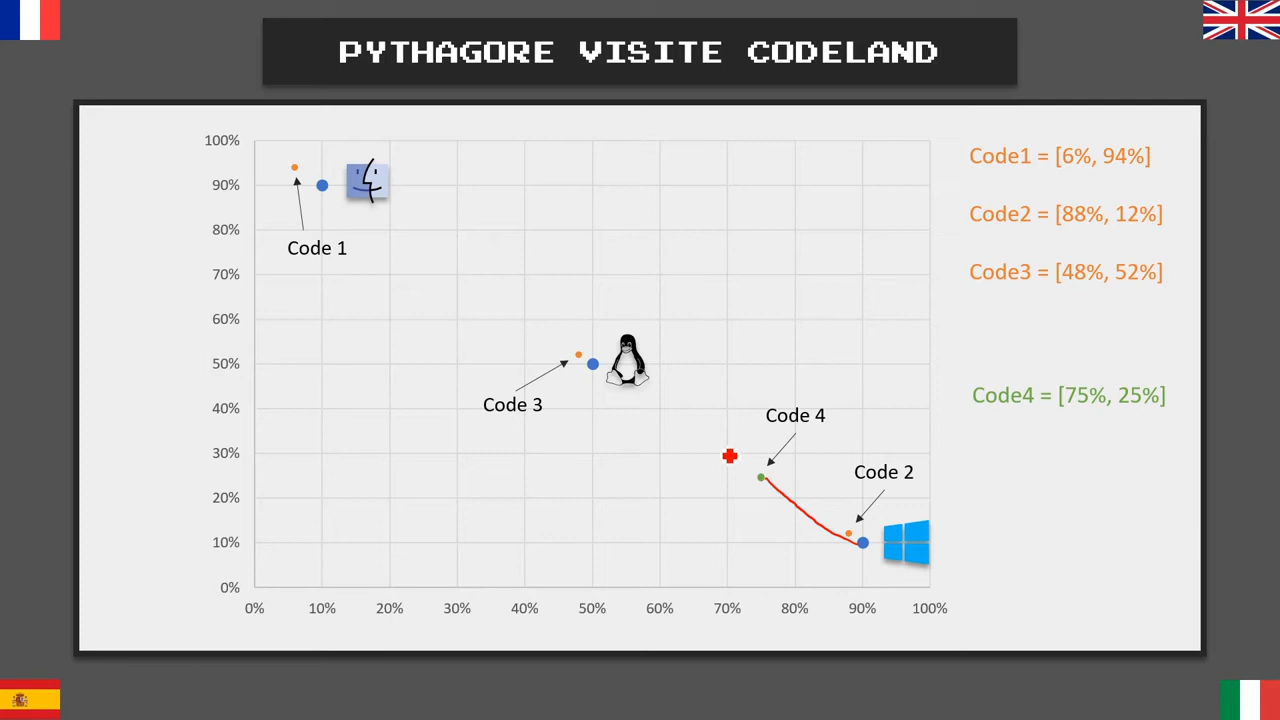 PYTHAGORE VISITE CODELAND
100%
90%
80%
70%
60%
50%
40%
30%
20%
10%
0%
0% 10% 20% 30% 40% 50% 60% 70% 80% 90% 100%
Code 1
Code 3
Code 4
Code 2
Code1 = [6%, 94%]
Code2 = [88%, 12%]
Code3 = [48%, 52%]
Code4 = [75%, 25%]